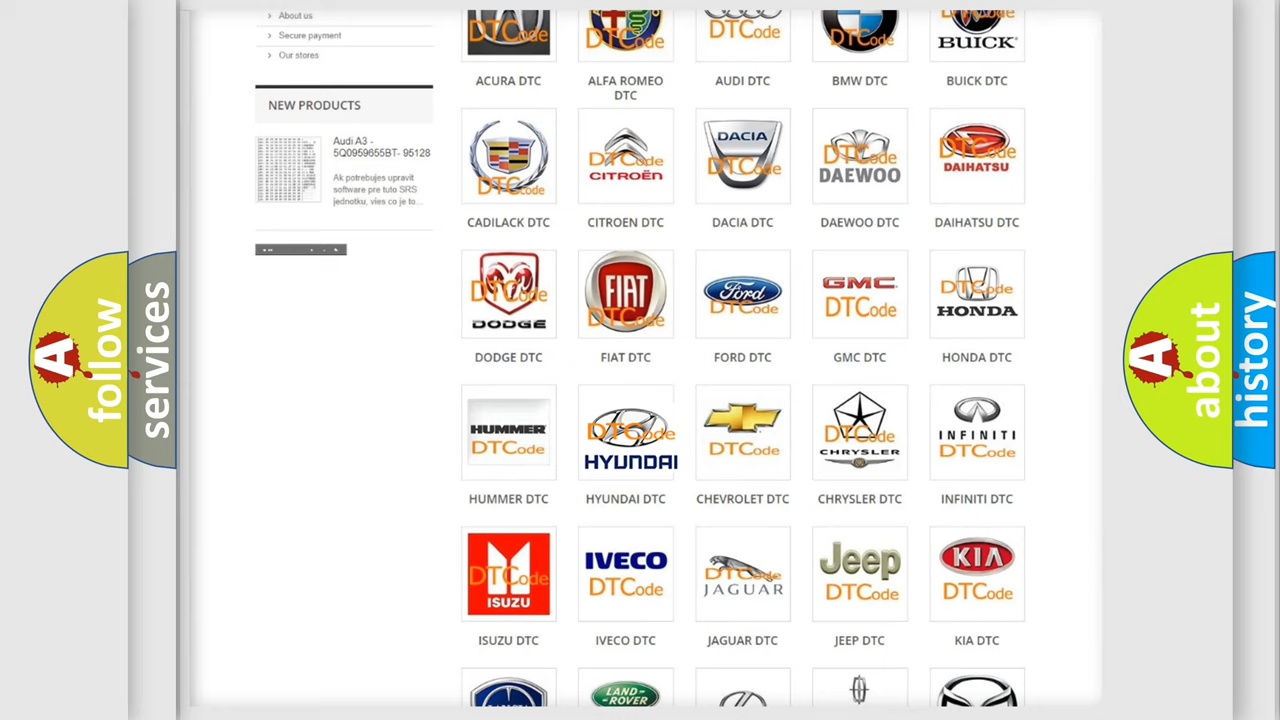 About us
Secure payment
Our stores
NEW PRODUCTS
Audi A3 -
5Q0959655BT- 95128
Ak potrebujes upravit
software pre tuto SRS
jednotku, vies co je to...
DTCode
DTCode
DTCode
DTCode
BUICK
ACURA DTC
ALFA ROMEO
DTC
AUDI DTC
BMW DTC
BUICK DTC
DTCode
DTCode
CITROËN
DACIA
DTCode
DTCode
DAEWOO
DTCode
DAIHATSU
CADILACK DTC
CITROEN DTC
DACIA DTC
DAEWOO DTC
DAIHATSU DTC
DTCode
DODGE
FIAT
DTCode
Ford
DTCode
GMC
DTCode
DTCode
HONDA
DODGE DTC
FIAT DTC
FORD DTC
GMC DTC
HONDA DTC
HUMMER
DTCode
DTCode
HYUNDAI
DTCode
DTCode
CHRYSLER
INFINITI
DTCode
HUMMER DTC
HYUNDAI DTC
CHEVROLET DTC
CHRYSLER DTC
INFINITI DTC
DTCode
ISUZU
IVECO
DTCode
DTCode
JAGUAR
Jeep
DTCode
KIA
DTCode
ISUZU DTC
IVECO DTC
JAGUAR DTC
JEEP DTC
KIA DTC
LAND-
ROVER
A
follow
services
A
about
history